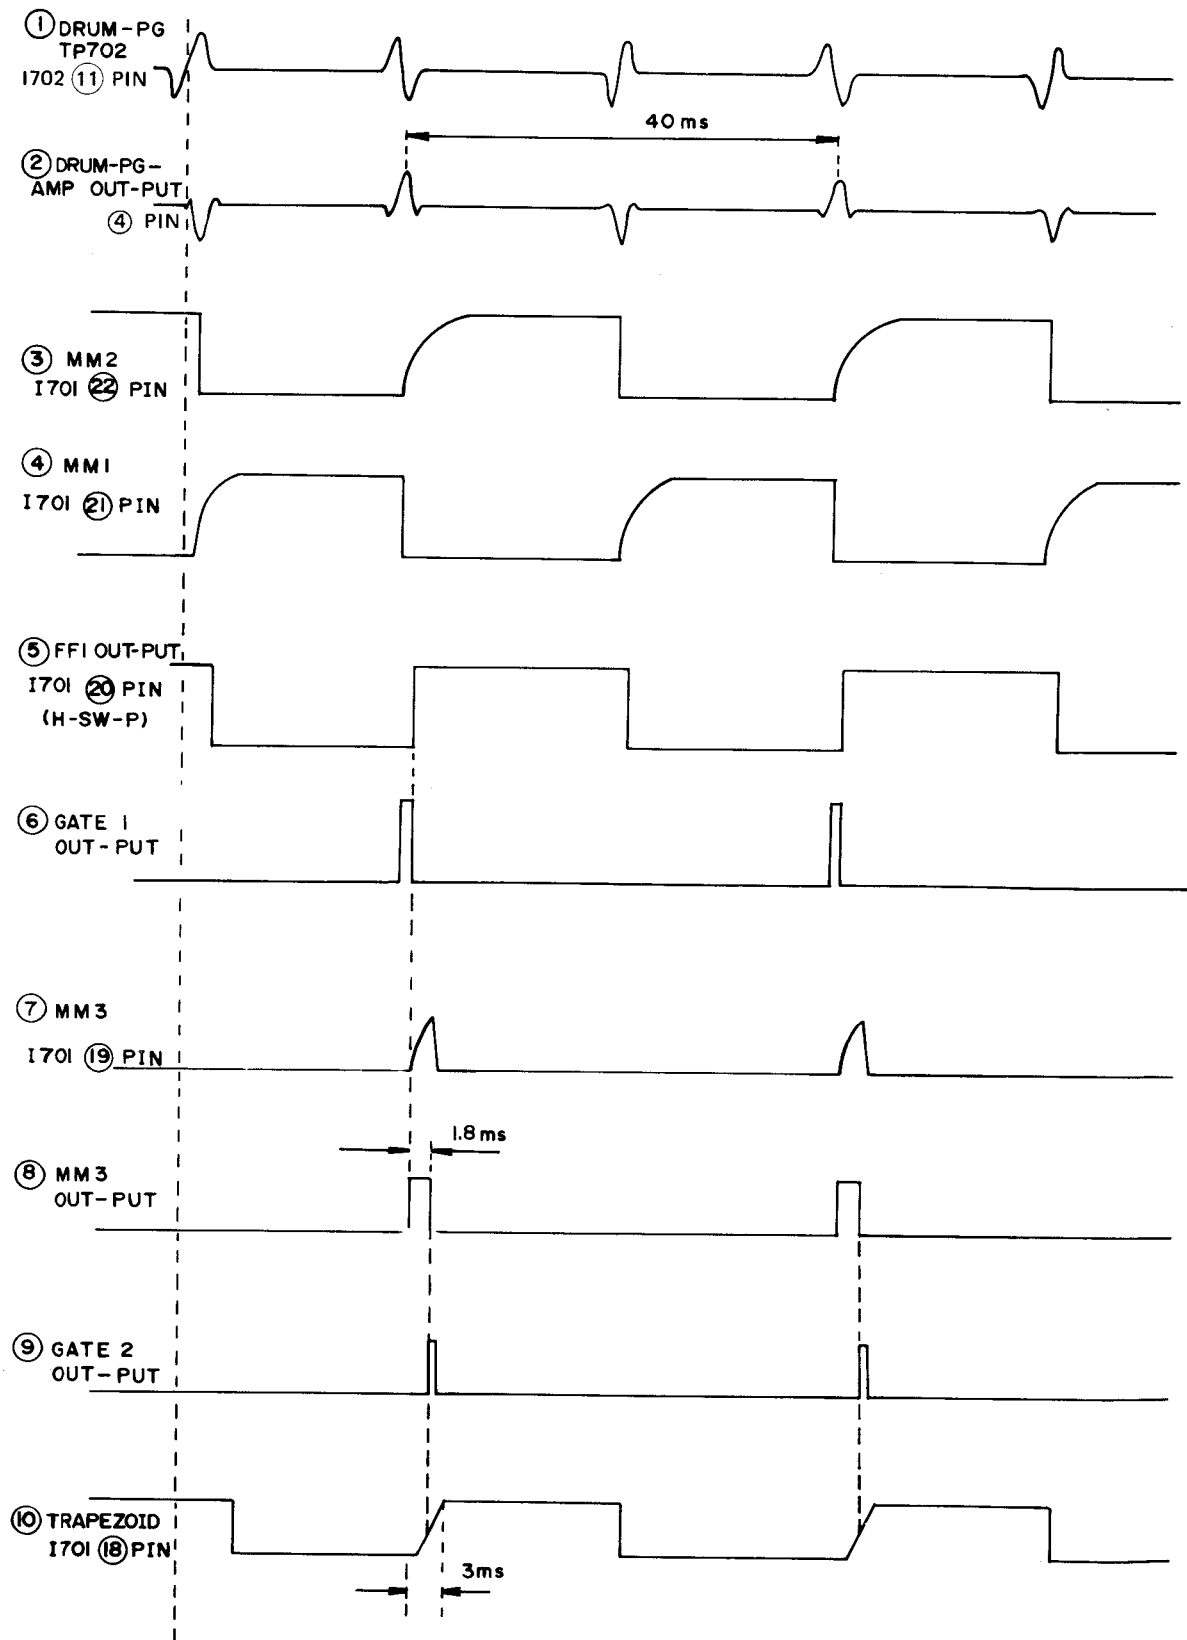 ① DRUM-PG
TP702
I702 ⑪ PIN
40 ms
② DRUM-PG-
AMP OUT-PUT
④ PIN
③ MM2
I701 ㉒ PIN
④ MM1
I701 ㉑ PIN
⑤ FF1 OUT-PUT
I701 ⑳ PIN
(H-SW-P)
⑥ GATE 1
OUT-PUT
⑦ MM3
I701 ⑲ PIN
1.8 ms
⑧ MM3
OUT-PUT
⑨ GATE 2
OUT-PUT
⑩ TRAPEZOID
I701 ⑱ PIN
3ms